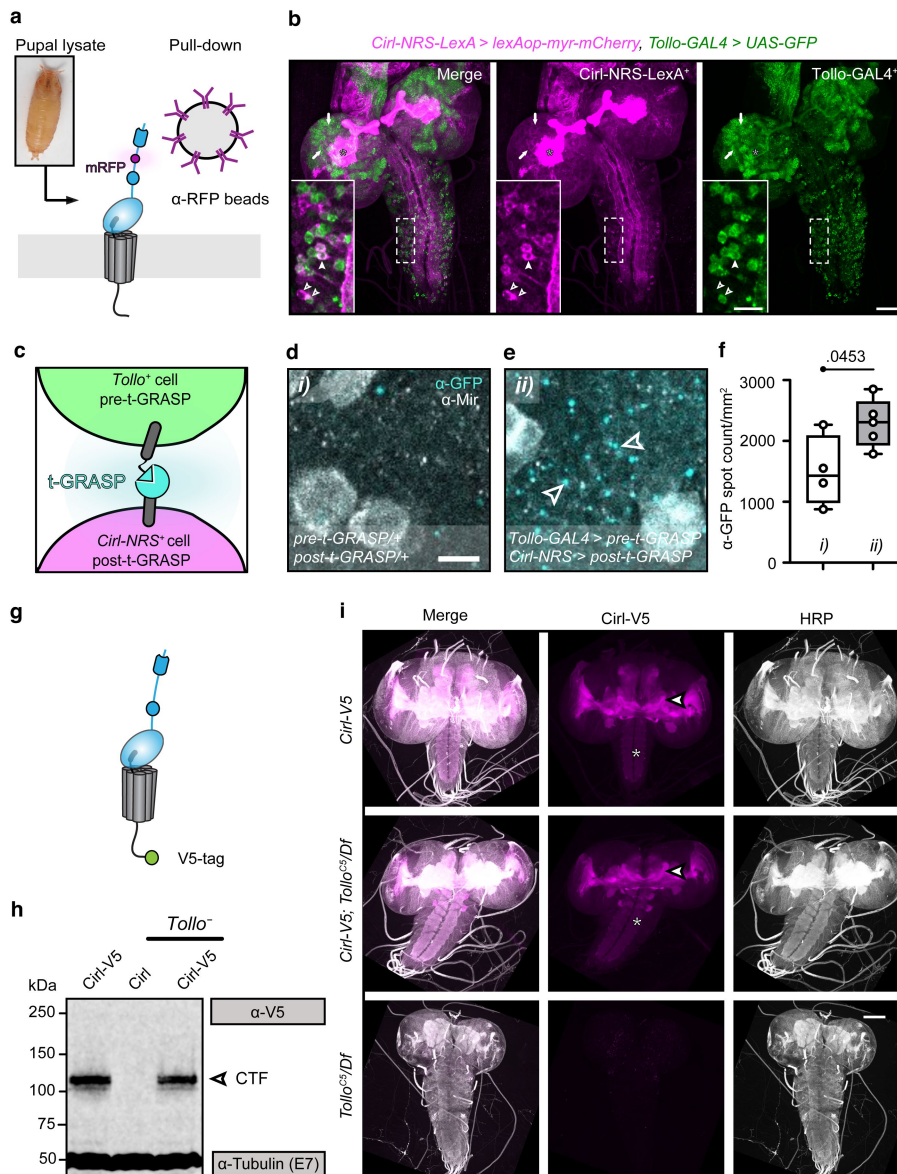 a
Pupal lysate
Pull-down
mRFP
α-RFP beads
b
Cirl-NRS-LexA > lexAop-myr-mCherry, Tollo-GAL4 > UAS-GFP
Merge
Cirl-NRS-LexA⁺
Tollo-GAL4⁺
*
*
*
c
Tollo⁺ cell
pre-t-GRASP
t-GRASP
Cirl-NRS⁺ cell
post-t-GRASP
d
i)
α-GFP
α-Mir
pre-t-GRASP/+
post-t-GRASP/+
e
ii)
Tollo-GAL4 > pre-t-GRASP
Cirl-NRS > post-t-GRASP
f
.0453
α-GFP spot count/mm²
3000
2000
1000
0
i)
ii)
g
V5-tag
h
Tollo⁻
Cirl-V5
Cirl
Cirl-V5
kDa
250
150
100
75
50
α-V5
CTF
α-Tubulin (E7)
i
Merge
Cirl-V5
HRP
Cirl-V5
*
Cirl-V5; Tolloᶜ⁵/Df
*
Tolloᶜ⁵/Df